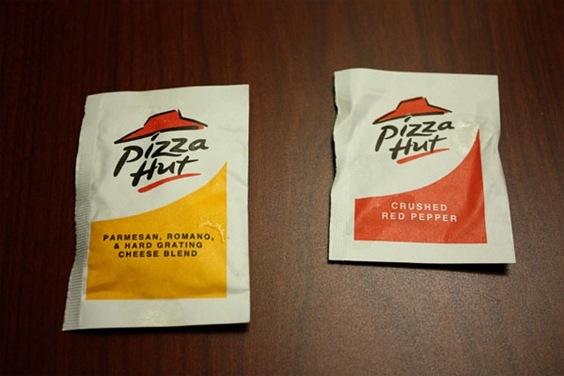 Pizza
Hut
PARMESAN, ROMANO,
& HARD GRATING
CHEESE BLEND
Pizza
Hut
CRUSHED
RED PEPPER